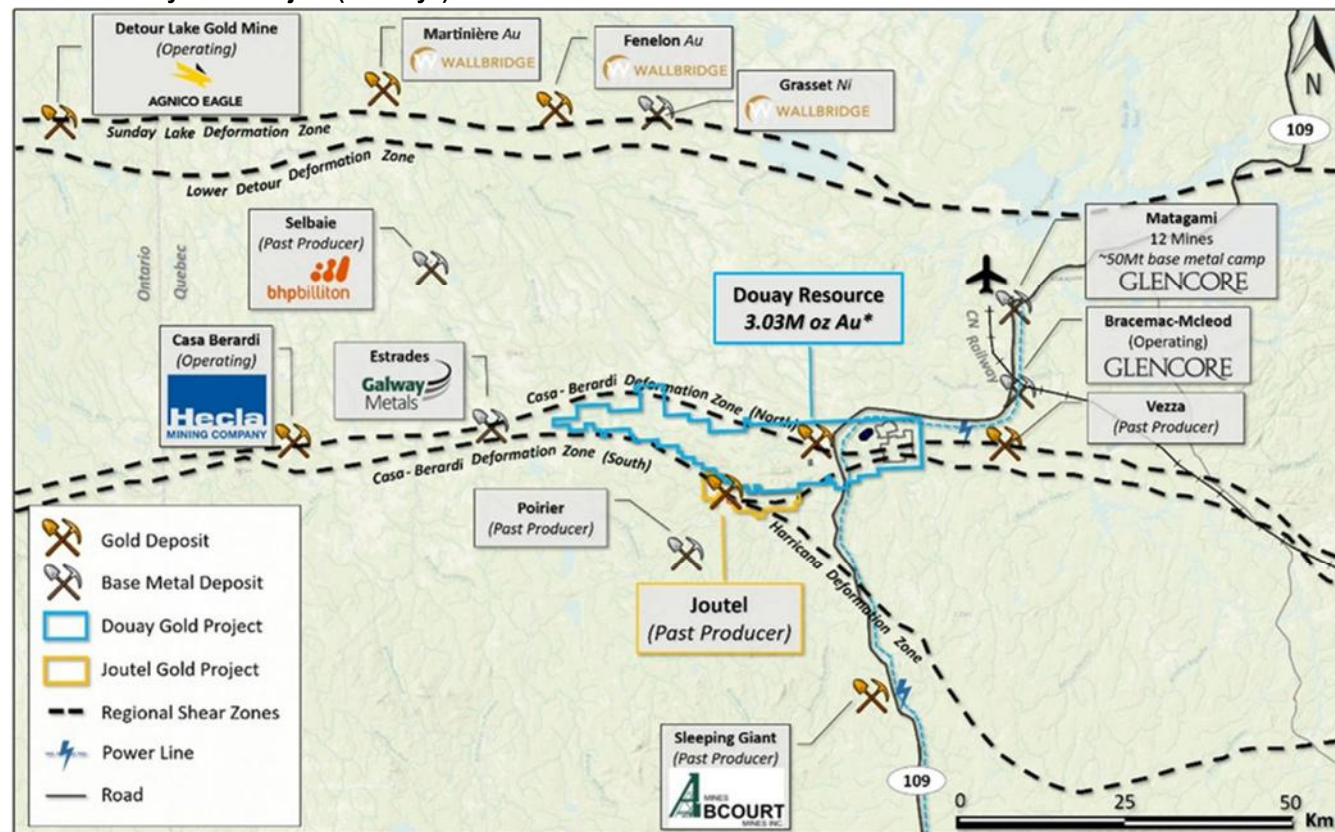 Detour Lake Gold Mine
(Operating)
AGNICO EAGLE
Martinière Au
WALLBRIDGE
Fenelon Au
WALLBRIDGE
Grasset Ni
WALLBRIDGE
N
109
Sunday Lake Deformation Zone
Lower Detour Deformation Zone
Selbaie
(Past Producer)
bhpbilliton
Ontario
Quebec
Matagami
12 Mines
~50Mt base metal camp
GLENCORE
Douay Resource
3.03M oz Au*
CN Railway
Bracemac-Mcleod
(Operating)
GLENCORE
Casa Berardi
(Operating)
Hecla
MINING COMPANY
Estrades
Galway
Metals
Casa-Berardi Deformation Zone (North)
Vezza
(Past Producer)
Casa-Berardi Deformation Zone (South)
Poirier
(Past Producer)
Harricana Deformation Zone
Joutel
(Past Producer)
Gold Deposit
Base Metal Deposit
Douay Gold Project
Joutel Gold Project
Regional Shear Zones
Power Line
Road
Sleeping Giant
(Past Producer)
MINES
ABCOURT
MINES INC.
109
0 25 50
Km